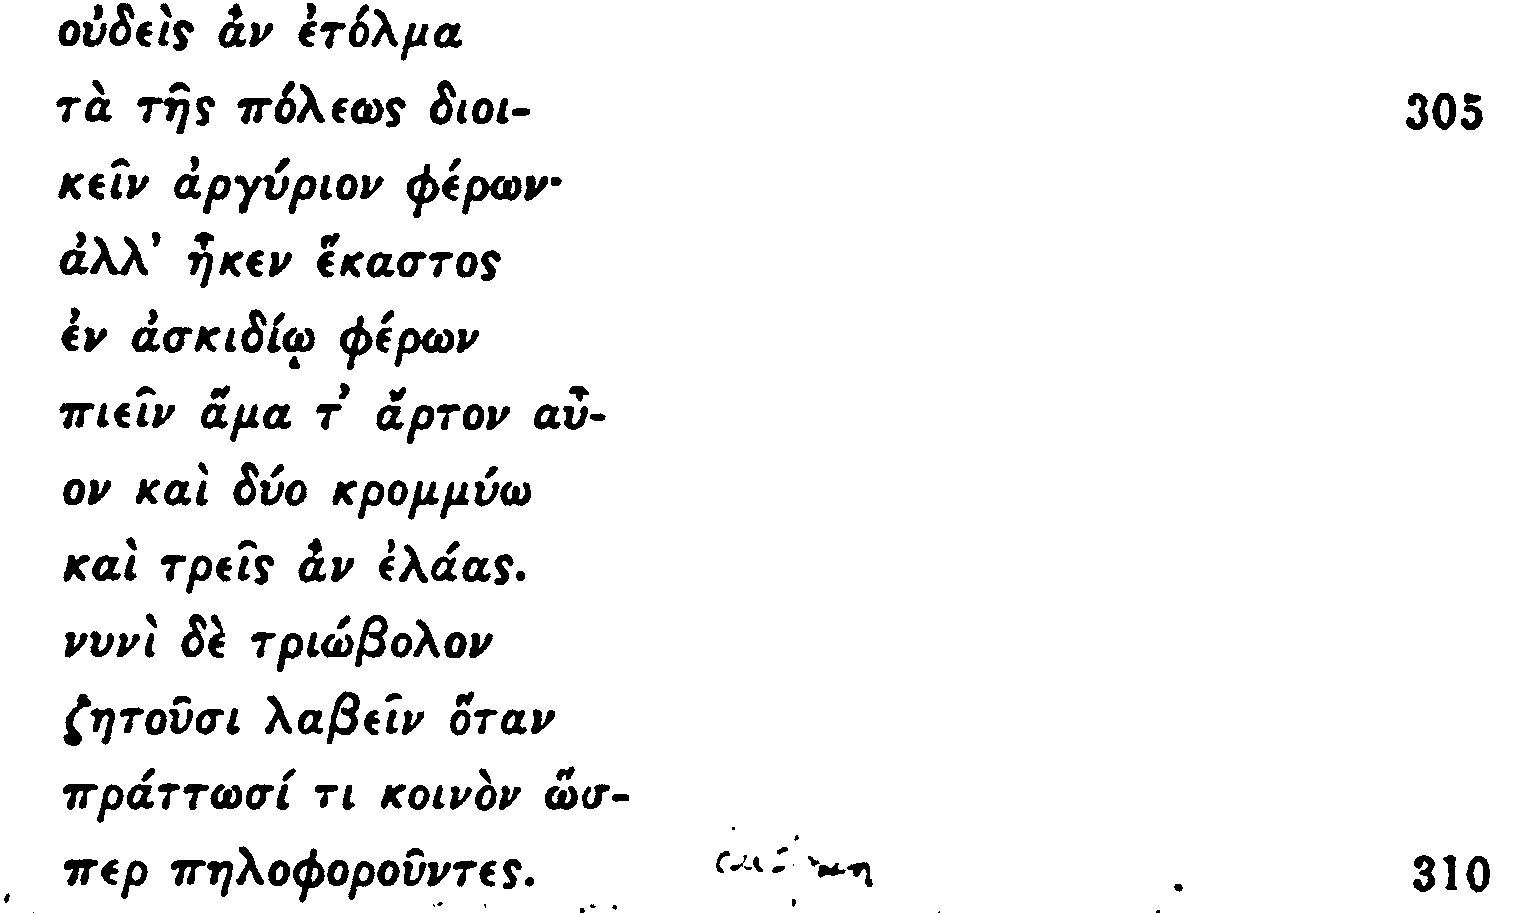 οὐδεὶς ἂν ἐτόλμα
τὰ τῆς πόλεως διοι- 305
κεῖν ἀργύριον φέρων·
ἀλλ' ἧκεν ἕκαστος
ἐν ἀσκιδίῳ φέρων
πιεῖν ἅμα τ' ἄρτον αὖ-
ον καὶ δύο κρομμύω
καὶ τρεῖς ἂν ἐλάας.
νυνὶ δὲ τριώβολον
ζητοῦσι λαβεῖν ὅταν
πράττωσί τι κοινὸν ὥσ-
περ πηλοφοροῦντες. 310